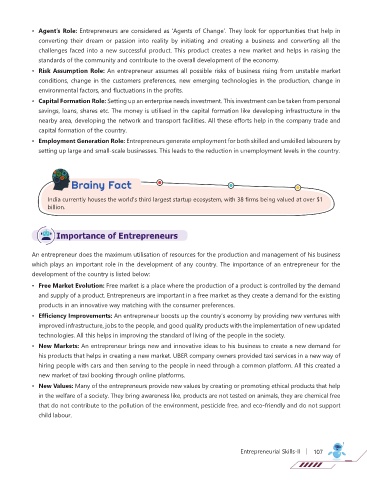 • Agent's Role: Entrepreneurs are considered as 'Agents of Change'. They look for opportunities that help in
converting their dream or passion into reality by initiating and creating a business and converting all the
challenges faced into a new successful product. This product creates a new market and helps in raising the
standards of the community and contribute to the overall development of the economy.
• Risk Assumption Role: An entrepreneur assumes all possible risks of business rising from unstable market
conditions, change in the customers preferences, new emerging technologies in the production, change in
environmental factors, and fluctuations in the profits.
• Capital Formation Role: Setting up an enterprise needs investment. This investment can be taken from personal
savings, loans, shares etc. The money is utilised in the capital formation like developing infrastructure in the
nearby area, developing the network and transport facilities. All these efforts help in the company trade and
capital formation of the country.
• Employment Generation Role: Entrepreneurs generate employment for both skilled and unskilled labourers by
setting up large and small-scale businesses. This leads to the reduction in unemployment levels in the country.
Brainy Fact
India currently houses the world's third largest startup ecosystem, with 38 firms being valued at over $1
billion.
Importance of Entrepreneurs
An entrepreneur does the maximum utilisation of resources for the production and management of his business
which plays an important role in the development of any country. The importance of an entrepreneur for the
development of the country is listed below:
• Free Market Evolution: Free market is a place where the production of a product is controlled by the demand
and supply of a product. Entrepreneurs are important in a free market as they create a demand for the existing
products in an innovative way matching with the consumer preferences.
• Efficiency Improvements: An entrepreneur boosts up the country's economy by providing new ventures with
improved infrastructure, jobs to the people, and good quality products with the implementation of new updated
technologies. All this helps in improving the standard of living of the people in the society.
• New Markets: An entrepreneur brings new and innovative ideas to his business to create a new demand for
his products that helps in creating a new market. UBER company owners provided taxi services in a new way of
hiring people with cars and then serving to the people in need through a common platform. All this created a
new market of taxi booking through online platforms.
• New Values: Many of the entrepreneurs provide new values by creating or promoting ethical products that help
in the welfare of a society. They bring awareness like, products are not tested on animals, they are chemical free
that do not contribute to the pollution of the environment, pesticide free, and eco-friendly and do not support
child labour.
Entrepreneurial Skills-II | 107